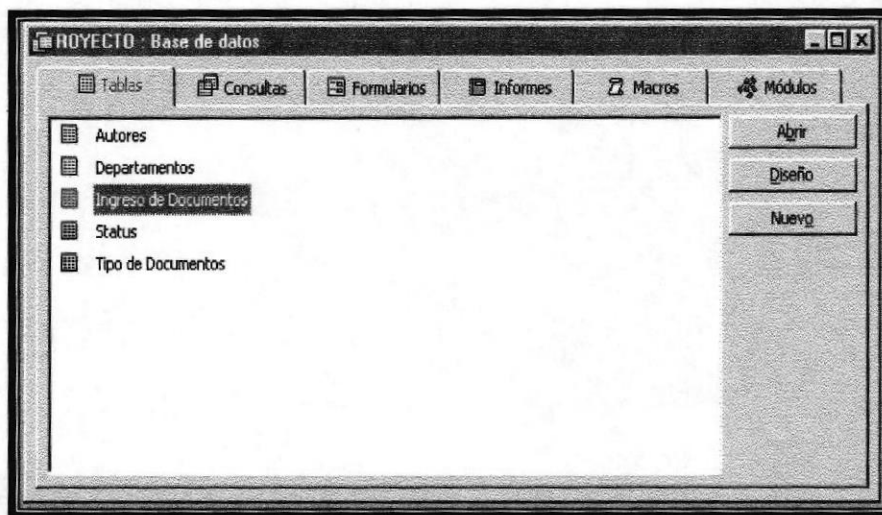 ROYECTO : Base de datos
Tablas Consultas Formularios Informes Macros Módulos
Autores
Departamentos
Ingreso de Documentos
Status
Tipo de Documentos
Abrir
Diseño
Nuevo